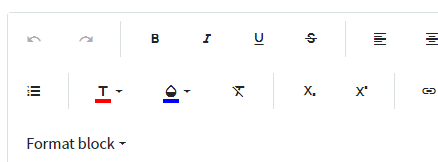 B I U S
T T X. X
Format block